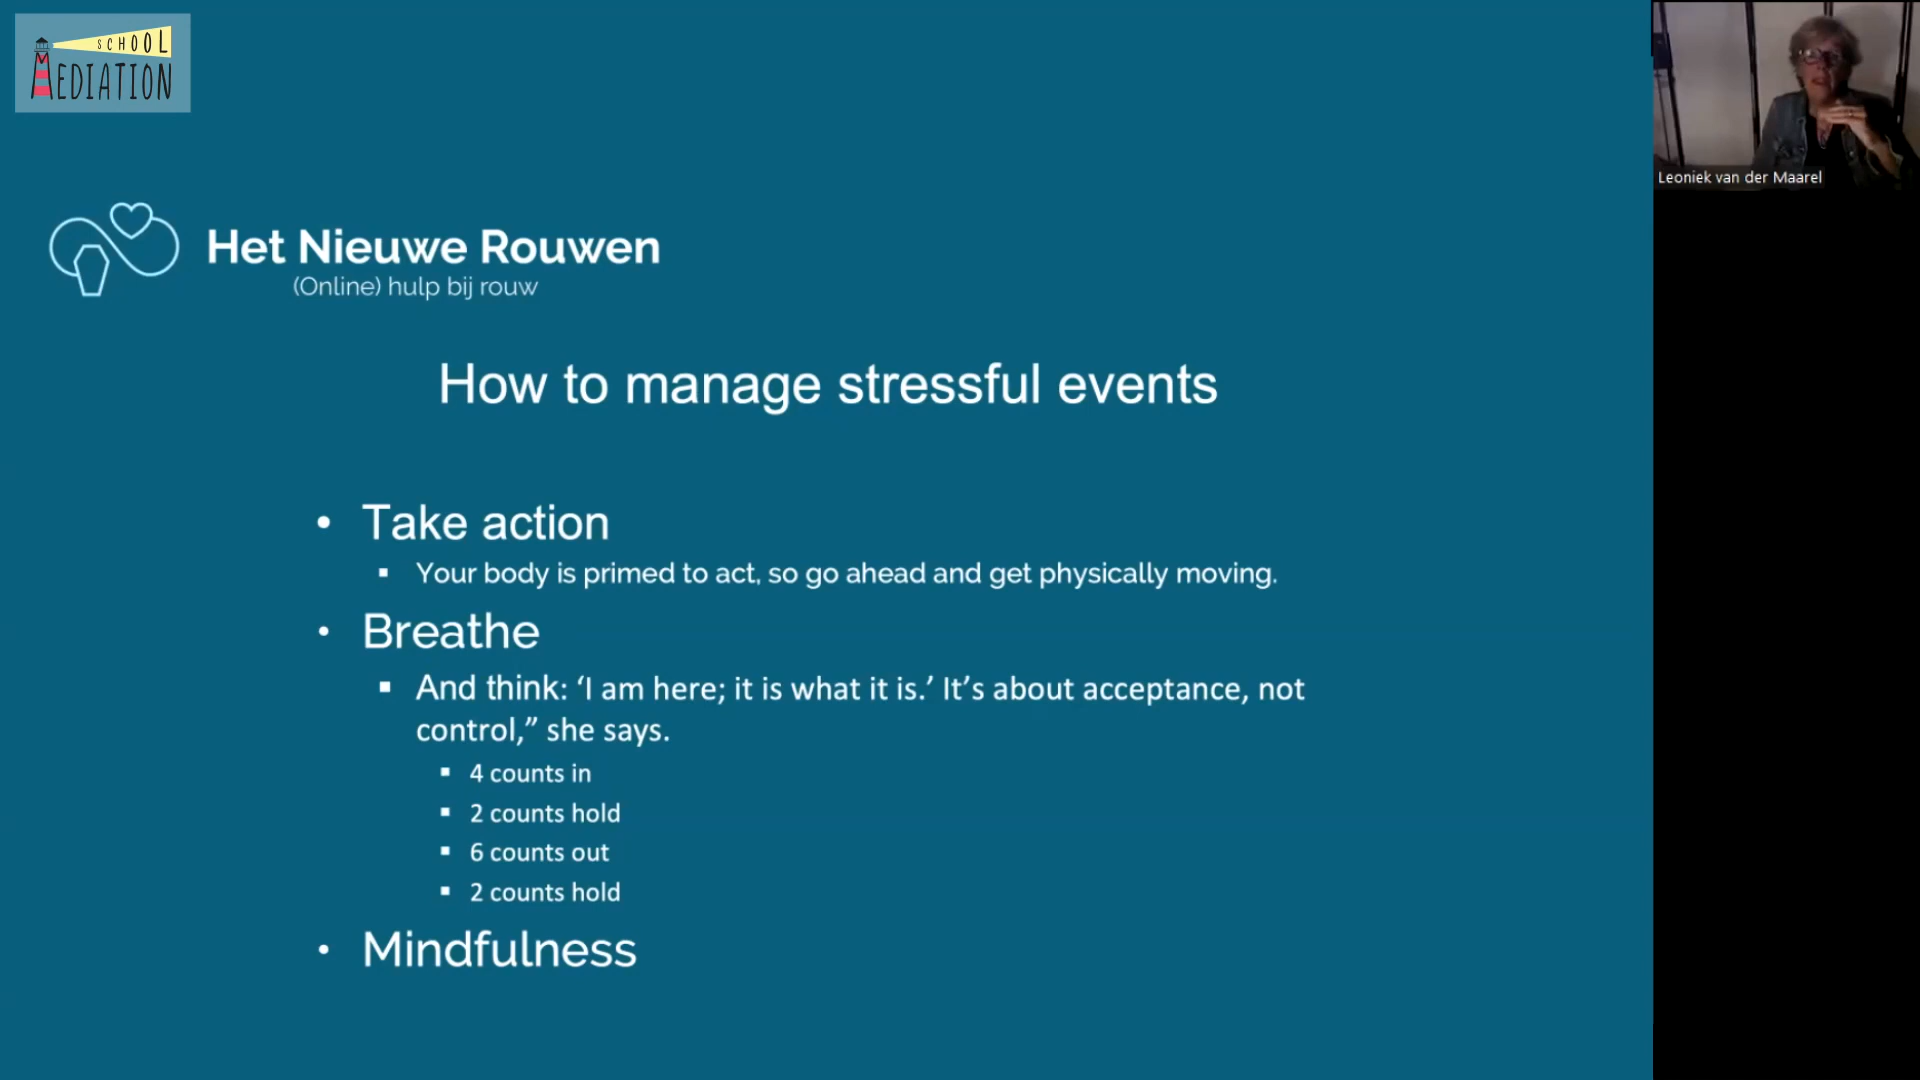 SCHOOL
MEDIATION
Leoniek van der Maarel
Het Nieuwe Rouwen
(Online) hulp bij rouw
How to manage stressful events
• Take action
▪ Your body is primed to act, so go ahead and get physically moving.
• Breathe
▪ And think: ‘I am here; it is what it is.’ It’s about acceptance, not
control,” she says.
▪ 4 counts in
▪ 2 counts hold
▪ 6 counts out
▪ 2 counts hold
• Mindfulness